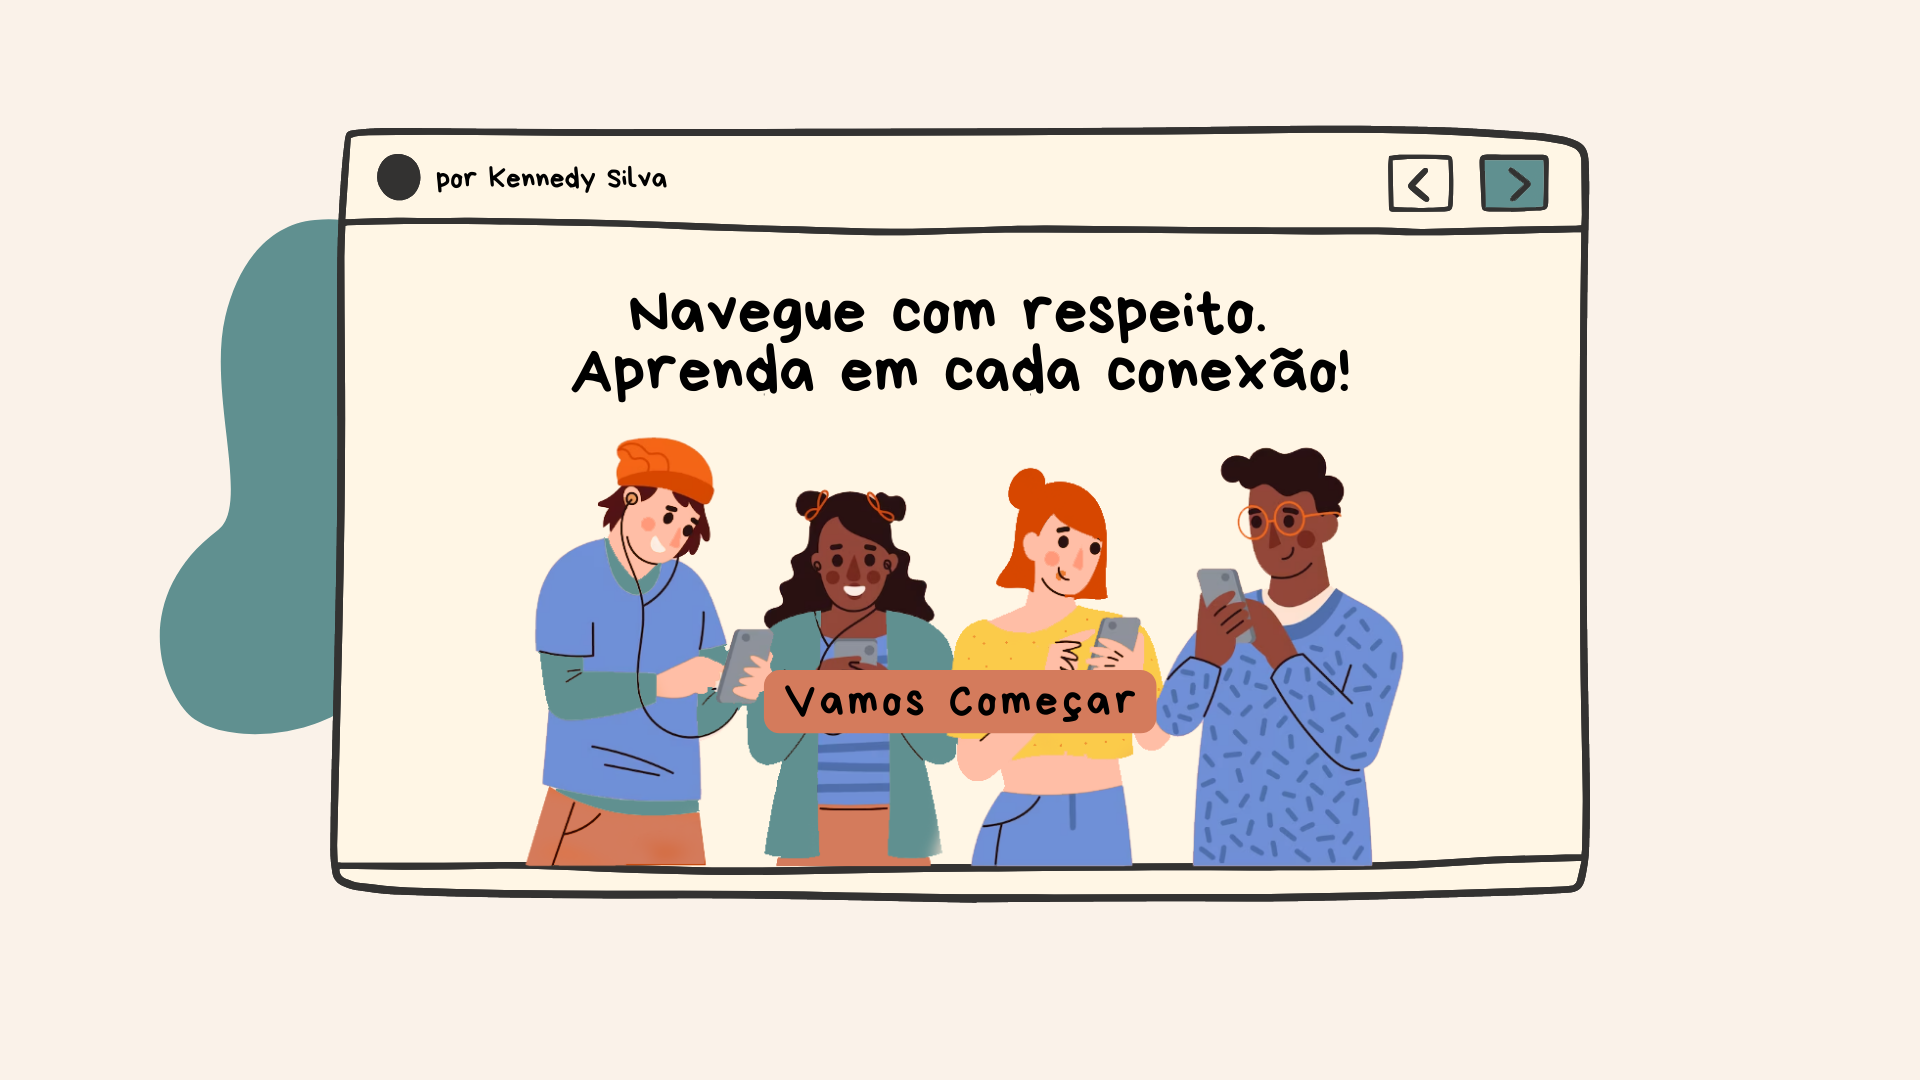 por Kennedy Silva
Navegue com respeito.
Aprenda em cada conexão!
Vamos Começar